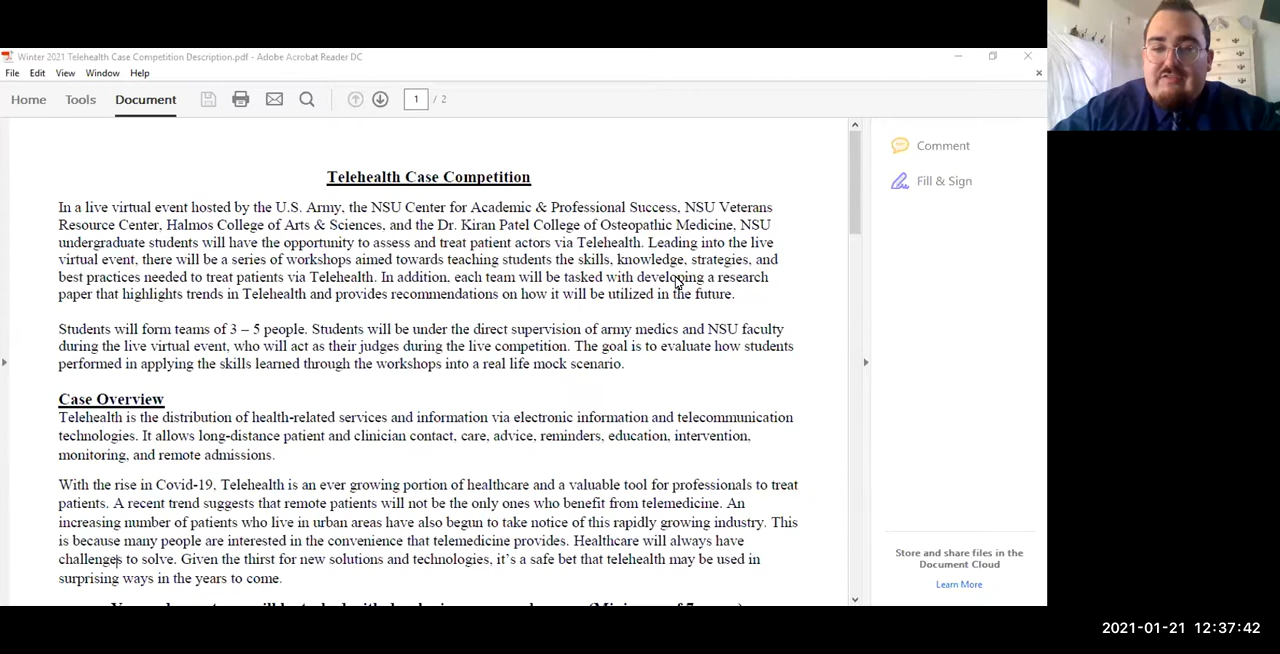 Winter 2021 Telehealth Case Competition Description.pdf - Adobe Acrobat Reader DC
File Edit View Window Help
Home Tools Document 1 / 2
Comment
Fill & Sign
Telehealth Case Competition
In a live virtual event hosted by the U.S. Army, the NSU Center for Academic & Professional Success, NSU Veterans
Resource Center, Halmos College of Arts & Sciences, and the Dr. Kiran Patel College of Osteopathic Medicine, NSU
undergraduate students will have the opportunity to assess and treat patient actors via Telehealth. Leading into the live
virtual event, there will be a series of workshops aimed towards teaching students the skills, knowledge, strategies, and
best practices needed to treat patients via Telehealth. In addition, each team will be tasked with developing a research
paper that highlights trends in Telehealth and provides recommendations on how it will be utilized in the future.
Students will form teams of 3 – 5 people. Students will be under the direct supervision of army medics and NSU faculty
during the live virtual event, who will act as their judges during the live competition. The goal is to evaluate how students
performed in applying the skills learned through the workshops into a real life mock scenario.
Case Overview
Telehealth is the distribution of health-related services and information via electronic information and telecommunication
technologies. It allows long-distance patient and clinician contact, care, advice, reminders, education, intervention,
monitoring, and remote admissions.
With the rise in Covid-19, Telehealth is an ever growing portion of healthcare and a valuable tool for professionals to treat
patients. A recent trend suggests that remote patients will not be the only ones who benefit from telemedicine. An
increasing number of patients who live in urban areas have also begun to take notice of this rapidly growing industry. This
is because many people are interested in the convenience that telemedicine provides. Healthcare will always have
challenges to solve. Given the thirst for new solutions and technologies, it’s a safe bet that telehealth may be used in
surprising ways in the years to come.
Store and share files in the
Document Cloud
Learn More
2021-01-21 12:37:42